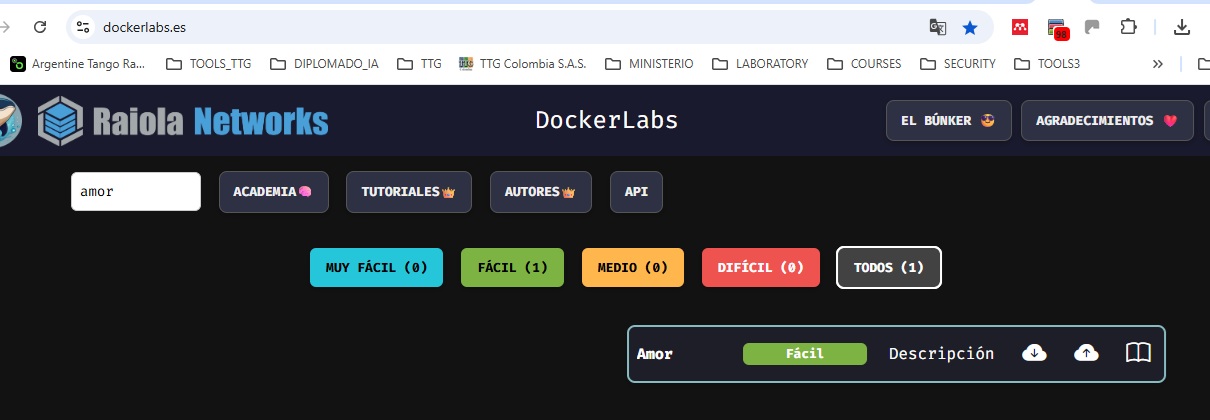 dockerlabs.es
98
Argentine Tango Ra... TOOLS_TTG DIPLOMADO_IA TTG TTG Colombia S.A.S. MINISTERIO LABORATORY COURSES SECURITY TOOLS3 »
Raiola Networks DockerLabs EL BÚNKER AGRADECIMIENTOS
amor ACADEMIA TUTORIALES AUTORES API
MUY FÁCIL (0) FÁCIL (1) MEDIO (0) DIFÍCIL (0) TODOS (1)
Amor Fácil Descripción